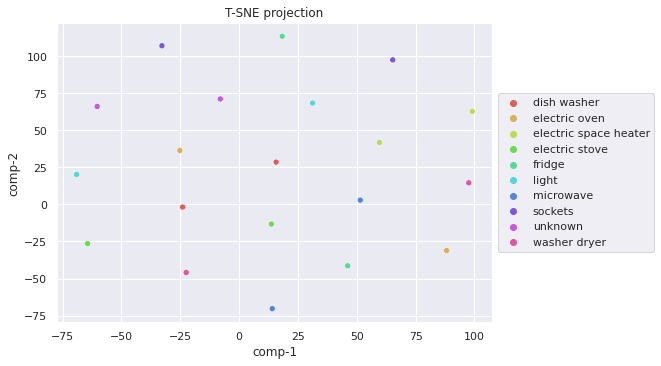 T-SNE projection
100
75
50
25
0
−25
−50
−75
comp-2
−75
−50
−25
0
25
50
75
100
comp-1
dish washer
electric oven
electric space heater
electric stove
fridge
light
microwave
sockets
unknown
washer dryer